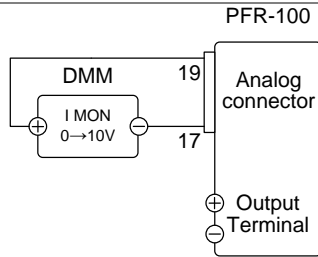 PFR-100
DMM
19
Analog
connector
I MON
0→10V
17
Output
Terminal